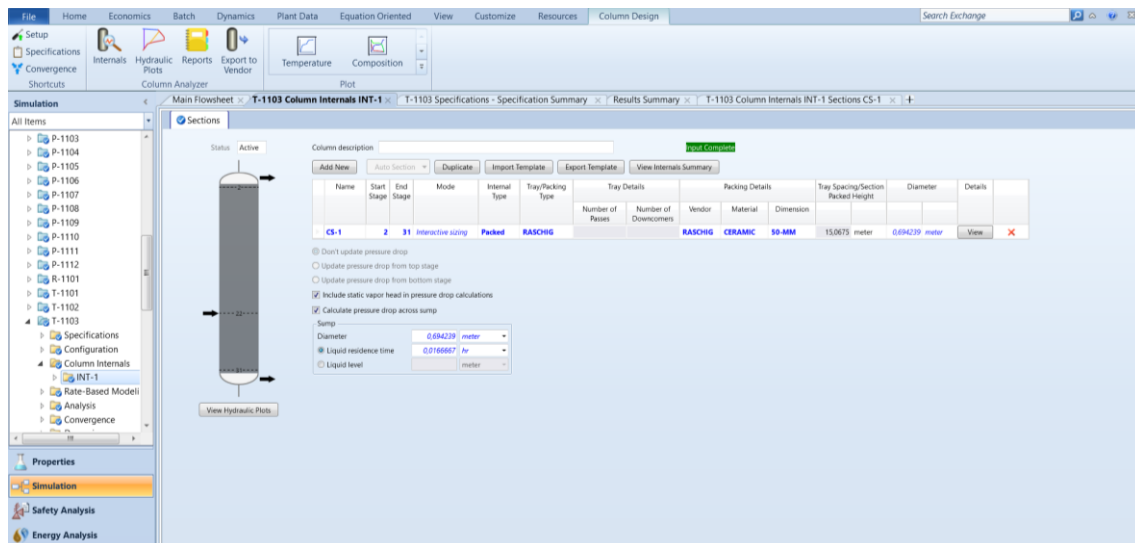 File Home Economics Batch Dynamics Plant Data Equation Oriented View Customize Resources Column Design Search Exchange
Setup
Specifications
Convergence
Shortcuts
Internals Hydraulic Plots Reports Export to Vendor
Column Analyzer
Temperature Composition
Plot
Simulation
All Items
Main Flowsheet T-1103 Column Internals INT-1 T-1103 Specifications - Specification Summary Results Summary T-1103 Column Internals INT-1 Sections CS-1 +
P-1103
P-1104
P-1105
P-1106
P-1107
P-1108
P-1109
P-1110
P-1111
P-1112
R-1101
T-1101
T-1102
T-1103
Specifications
Configuration
Column Internals
INT-1
Rate-Based Modeli
Analysis
Convergence
Properties
Simulation
Safety Analysis
Energy Analysis
Sections
Status Active
View Hydraulic Plots
Column description Input Complete
Add New Auto Section Duplicate Import Template Export Template View Internals Summary
Name Start Stage End Stage Mode Internal Type Tray/Packing Type Tray Details Packing Details Tray Spacing/Section Packed Height Diameter Details
Number of Passes Number of Downcomers Vendor Material Dimension
CS-1 2 31 Interactive sizing Packed RASCHIG RASCHIG CERAMIC 50-MM 15,0675 meter 0,694239 meter View
Don't update pressure drop
Update pressure drop from top stage
Update pressure drop from bottom stage
Include static vapor head in pressure drop calculations
Calculate pressure drop across sump
Sump
Diameter 0,694239 meter
Liquid residence time 0,0166667 hr
Liquid level meter